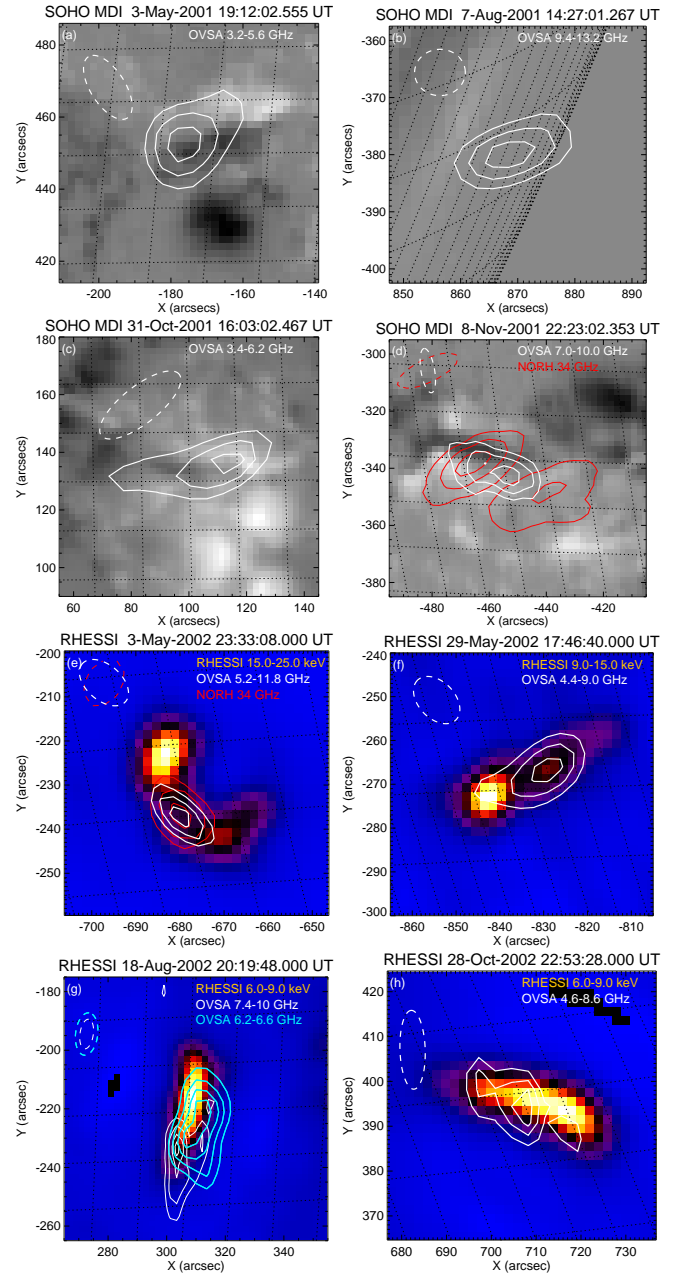 SOHO MDI 3-May-2001 19:12:02.555 UT
(a) OVSA 3.2-5.6 GHz
480
460
440
420
Y (arcsecs)
-200 -180 -160 -140
X (arcsecs)
SOHO MDI 7-Aug-2001 14:27:01.267 UT
(b) OVSA 9.4-13.2 GHz
-360
-370
-380
-390
-400
Y (arcsecs)
850 860 870 880 890
X (arcsecs)
SOHO MDI 31-Oct-2001 16:03:02.467 UT
(c) OVSA 3.4-6.2 GHz
180
160
140
120
100
Y (arcsecs)
60 80 100 120 140
X (arcsecs)
SOHO MDI 8-Nov-2001 22:23:02.353 UT
(d) OVSA 7.0-10.0 GHz
NORH 34 GHz
-300
-320
-340
-360
-380
Y (arcsecs)
-480 -460 -440 -420
X (arcsecs)
RHESSI 3-May-2002 23:33:08.000 UT
(e) RHESSI 15.0-25.0 keV
OVSA 5.2-11.8 GHz
NORH 34 GHz
-200
-210
-220
-230
-240
-250
Y (arcsec)
-700 -690 -680 -670 -660 -650
X (arcsec)
RHESSI 29-May-2002 17:46:40.000 UT
(f) RHESSI 9.0-15.0 keV
OVSA 4.4-9.0 GHz
-240
-250
-260
-270
-280
-290
-300
Y (arcsec)
-860 -850 -840 -830 -820 -810
X (arcsec)
RHESSI 18-Aug-2002 20:19:48.000 UT
(g) RHESSI 6.0-9.0 keV
OVSA 7.4-10 GHz
OVSA 6.2-6.6 GHz
-180
-200
-220
-240
-260
Y (arcsec)
280 300 320 340
X (arcsec)
RHESSI 28-Oct-2002 22:53:28.000 UT
(h) RHESSI 6.0-9.0 keV
OVSA 4.6-8.6 GHz
420
410
400
390
380
370
Y (arcsec)
680 690 700 710 720 730
X (arcsec)